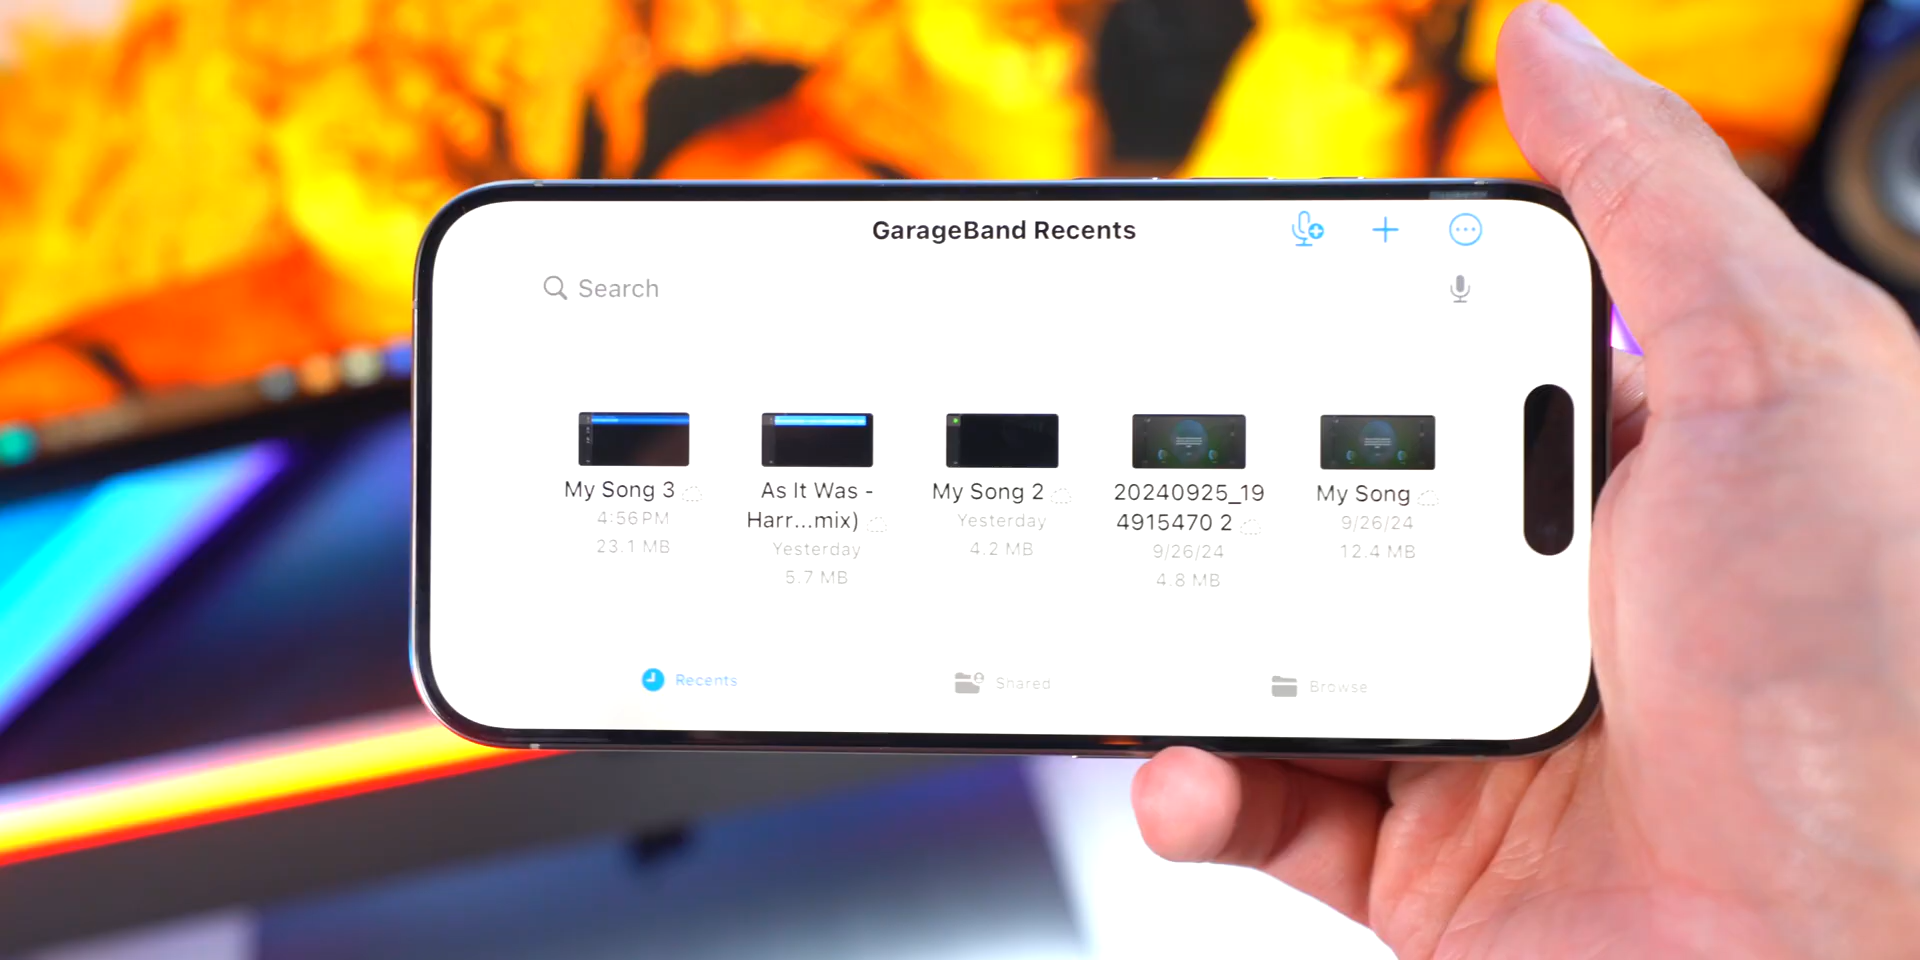 GarageBand Recents
Search
My Song 3
4:56 PM
23.1 MB
As It Was -
Harr...mix)
Yesterday
5.7 MB
My Song 2
Yesterday
4.2 MB
20240925_19
4915470 2
9/26/24
4.8 MB
My Song
9/26/24
12.4 MB
Recents
Shared
Browse